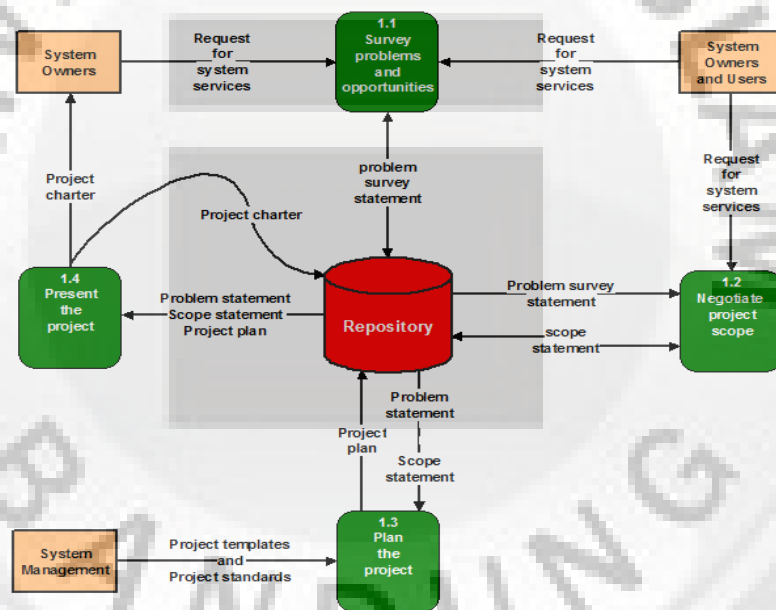 System
Owners
Request
for
system
services
1.1
Survey
problems
and
opportunities
Request
for
system
services
System
Owners
and Users
Project
charter
problem
survey
statement
Request
for
system
services
Project charter
1.4
Present
the
project
Problem statement
Scope statement
Project plan
Repository
Problem survey
statement
scope
statement
1.2
Negotiate
project
scope
Problem
statement
Project
plan
Scope
statement
1.3
Plan
the
project
System
Management
Project templates
and
Project standards